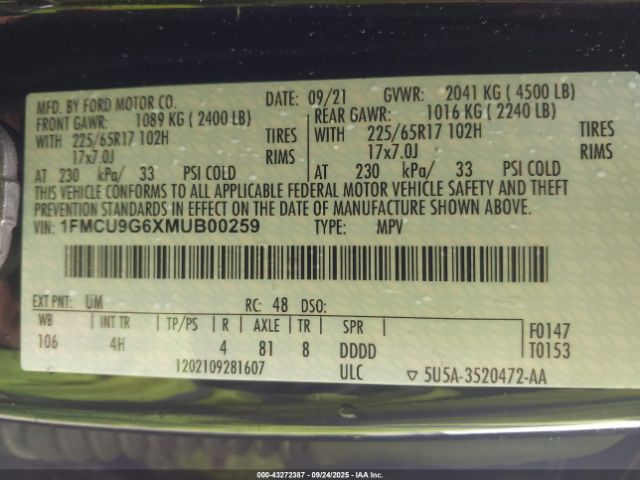 MFD. BY FORD MOTOR CO. DATE: 09/21 GVWR: 2041 KG ( 4500 LB)
FRONT GAWR: 1089 KG ( 2400 LB) REAR GAWR: 1016 KG ( 2240 LB)
WITH 225/65R17 102H TIRES WITH 225/65R17 102H TIRES
17x7.0J RIMS 17x7.0J RIMS
AT 230 kPa/ 33 PSI COLD AT 230 kPa/ 33 PSI COLD
THIS VEHICLE CONFORMS TO ALL APPLICABLE FEDERAL MOTOR VEHICLE SAFETY AND THEFT
PREVENTION STANDARDS IN EFFECT ON THE DATE OF MANUFACTURE SHOWN ABOVE.
VIN: 1FMCU9G6XMUB00259 TYPE: MPV
EXT PNT: UM RC: 48 DSO:
WB INT TR TP/PS R AXLE TR SPR F0147
106 4H 4 81 8 DDDD T0153
1202109281607 ULC ▽ 5U5A-3520472-AA
000-43272387 - 09/24/2025 - IAA Inc.